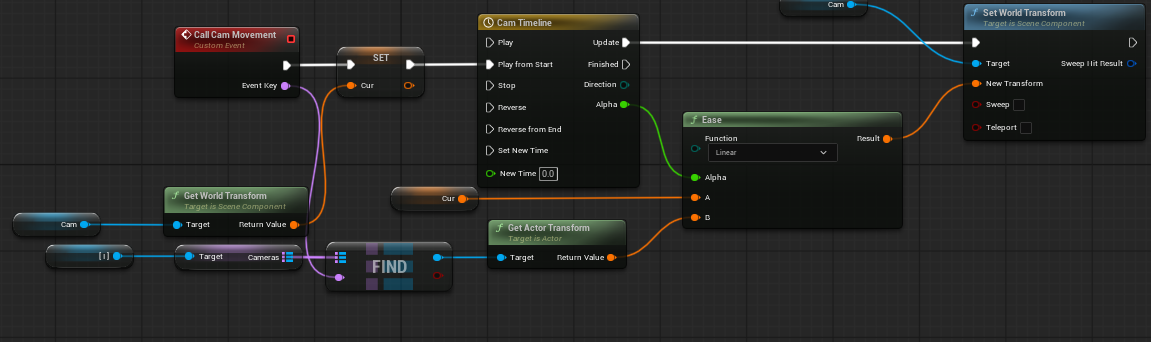 Call Cam Movement
Custom Event
Event Key
SET
Cur
Cam Timeline
Play
Update
Play from Start
Finished
Stop
Direction
Reverse
Alpha
Reverse from End
Set New Time
New Time 0.0
Cam
Set World Transform
Target is Scene Component
Target
Sweep Hit Result
New Transform
Sweep
Teleport
Ease
Function
Result
Linear
Alpha
A
B
Cur
Get World Transform
Target is Scene Component
Cam
Target
Return Value
Target
Cameras
FIND
Get Actor Transform
Target is Actor
Target
Return Value